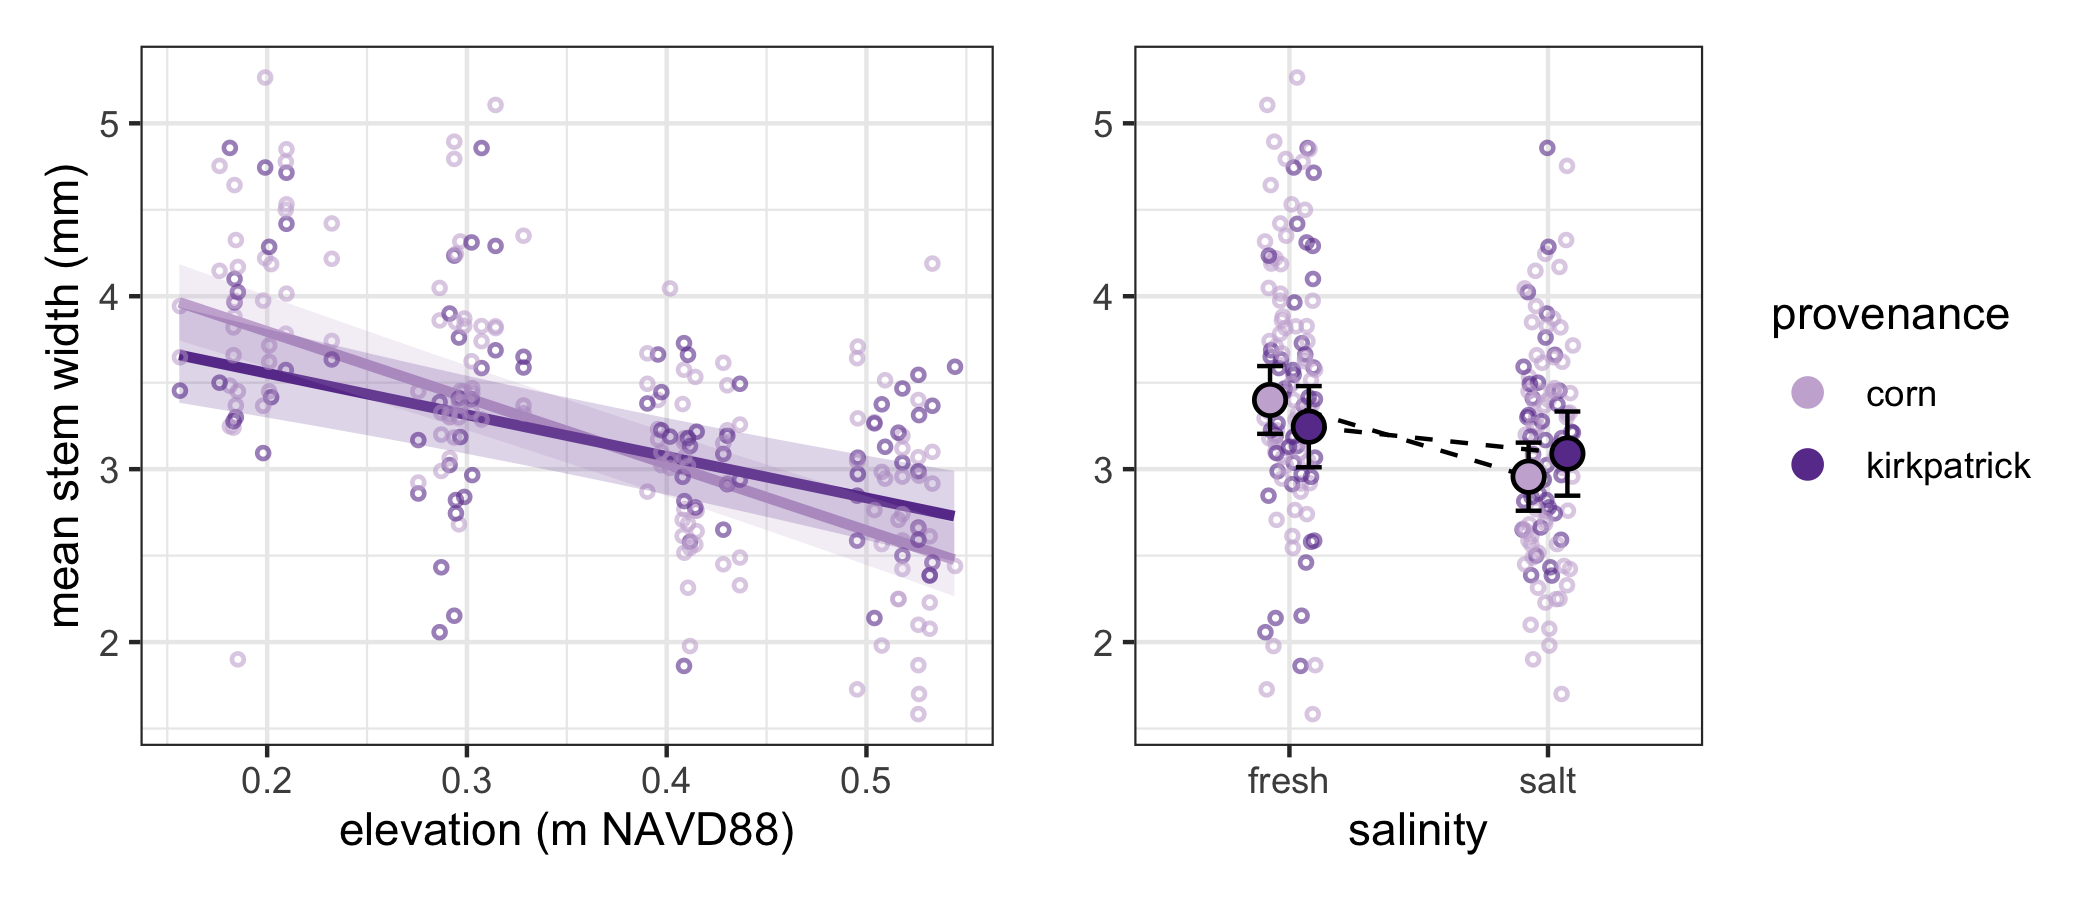 mean stem width (mm)
5
4
3
2
0.2 0.3 0.4 0.5
elevation (m NAVD88)
5
4
3
2
fresh salt
salinity
provenance
corn
kirkpatrick